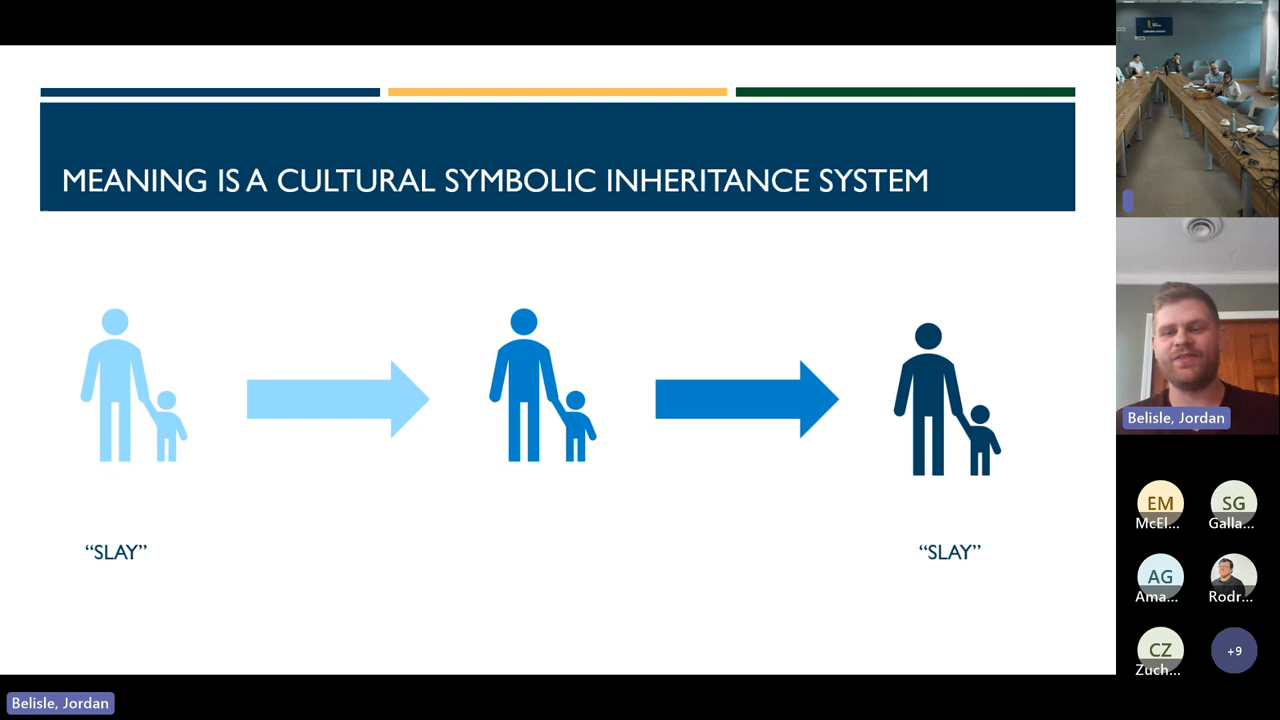 MEANING IS A CULTURAL SYMBOLIC INHERITANCE SYSTEM
“SLAY”
“SLAY”
Belisle, Jordan
EM
SG
McEl...
Galla...
AG
Ama...
Rodr...
CZ
+9
Zuch...
Belisle, Jordan